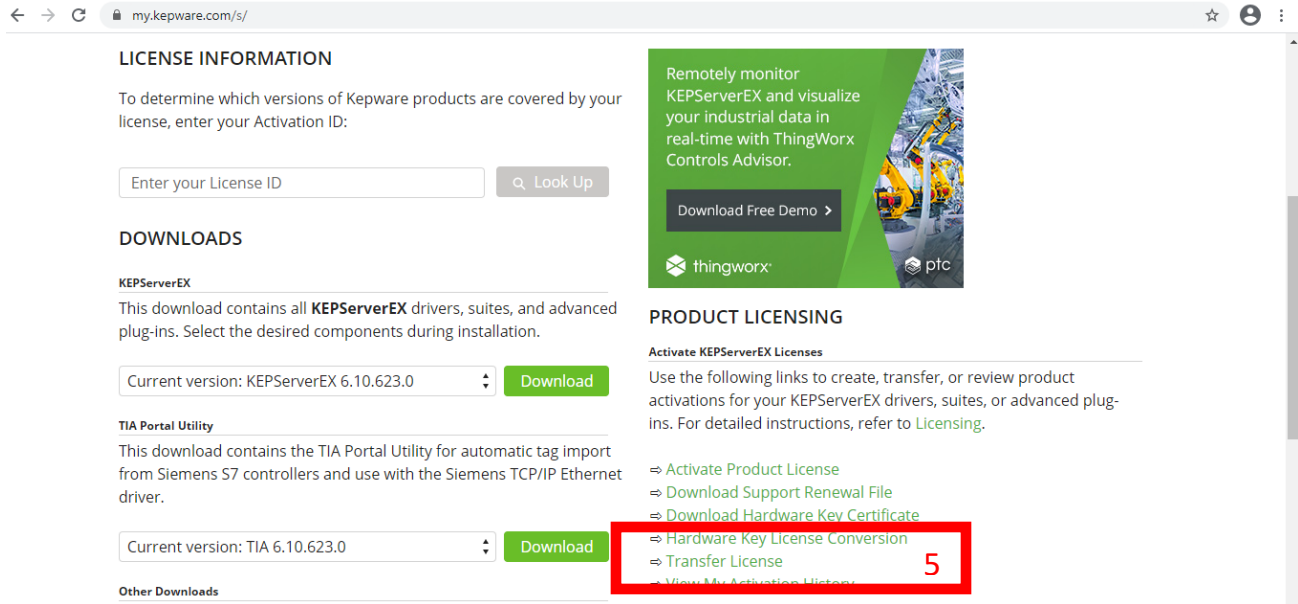 my.kepware.com/s/
LICENSE INFORMATION
To determine which versions of Kepware products are covered by your
license, enter your Activation ID:
Enter your License ID
Look Up
DOWNLOADS
KEPServerEX
This download contains all KEPServerEX drivers, suites, and advanced
plug-ins. Select the desired components during installation.
Current version: KEPServerEX 6.10.623.0
Download
TIA Portal Utility
This download contains the TIA Portal Utility for automatic tag import
from Siemens S7 controllers and use with the Siemens TCP/IP Ethernet
driver.
Current version: TIA 6.10.623.0
Download
Other Downloads
Remotely monitor
KEPServerEX and visualize
your industrial data in
real-time with ThingWorx
Controls Advisor.
Download Free Demo
thingworx
ptc
PRODUCT LICENSING
Activate KEPServerEX Licenses
Use the following links to create, transfer, or review product
activations for your KEPServerEX drivers, suites, or advanced plug-
ins. For detailed instructions, refer to Licensing.
⇨ Activate Product License
⇨ Download Support Renewal File
⇨ Download Hardware Key Certificate
⇨ Hardware Key License Conversion
⇨ Transfer License
⇨ View My Activation History
5